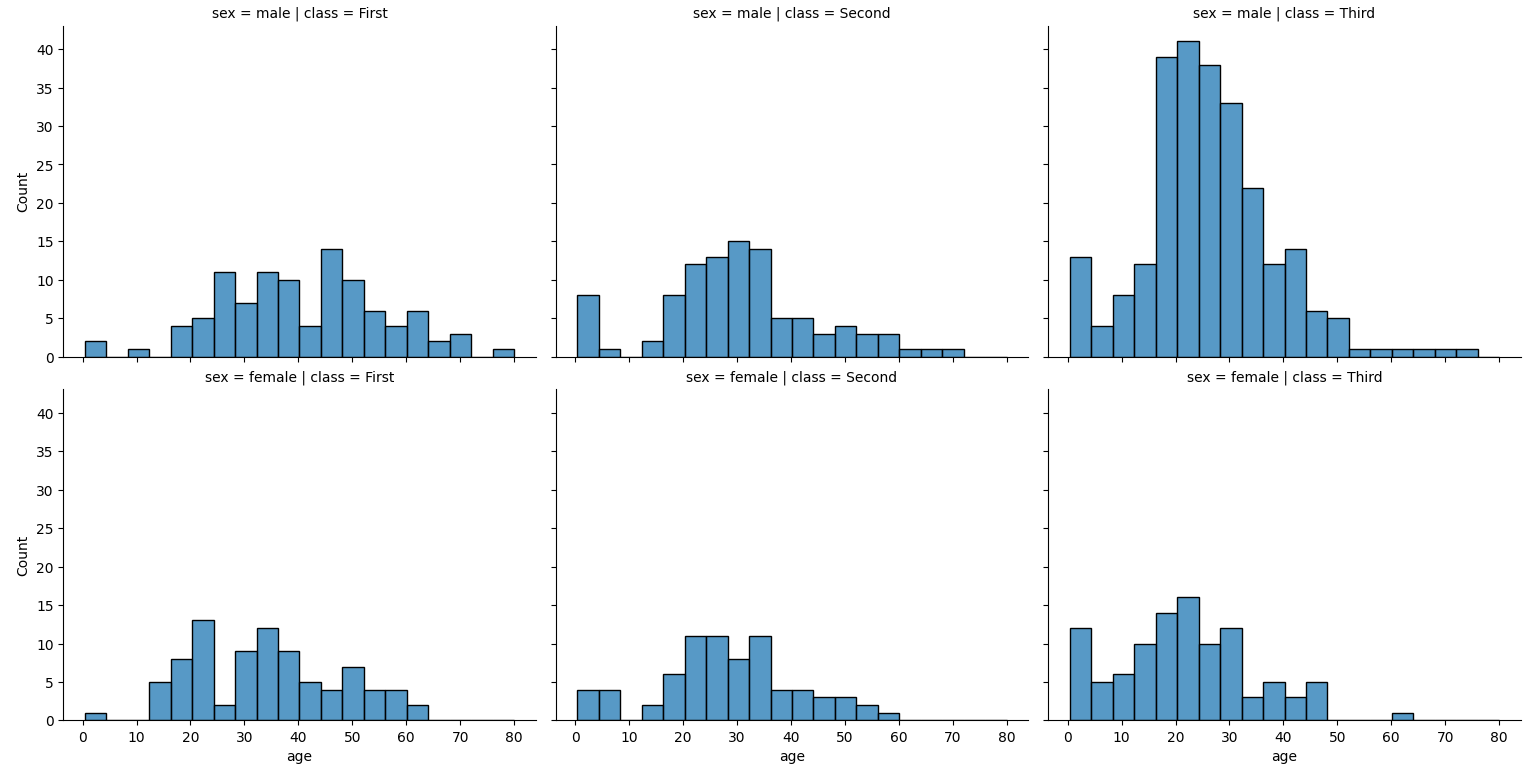 sex = male | class = First
sex = male | class = Second
sex = male | class = Third
40
35
30
25
20
15
10
5
0
Count
sex = female | class = First
sex = female | class = Second
sex = female | class = Third
40
35
30
25
20
15
10
5
0
Count
0 10 20 30 40 50 60 70 80
0 10 20 30 40 50 60 70 80
0 10 20 30 40 50 60 70 80
age
age
age